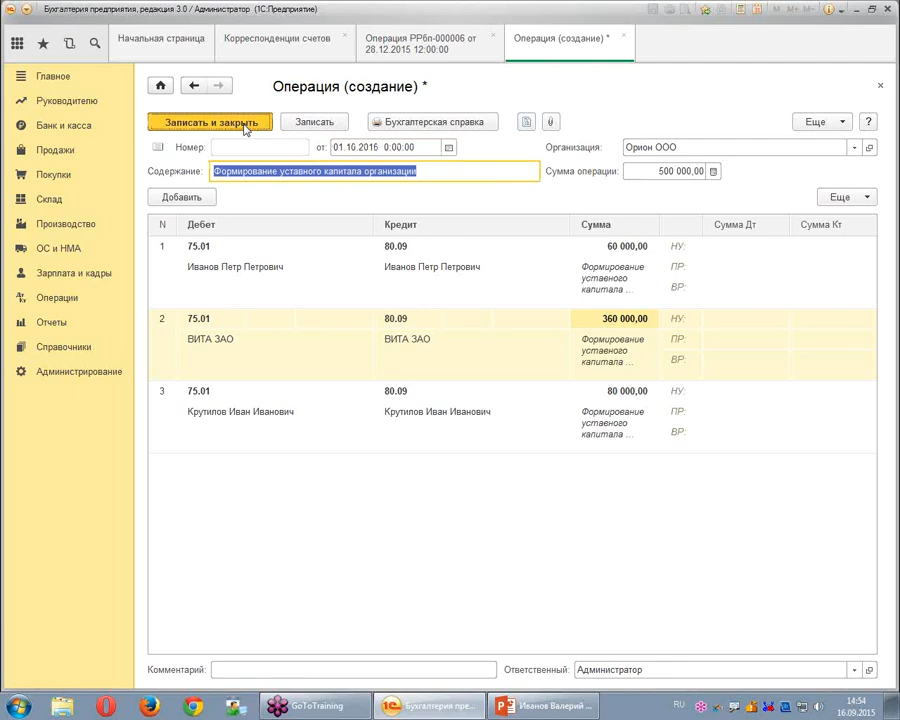 Бухгалтерия предприятия, редакция 3.0 / Администратор (1С:Предприятие)
M M+ M-
Начальная страница
Корреспонденции счетов
Операция РРбп-000006 от 28.12.2015 12:00:00
Операция (создание) *
Главное
Руководителю
Банк и касса
Продажи
Покупки
Склад
Производство
ОС и НМА
Зарплата и кадры
Операции
Отчеты
Справочники
Администрирование
Операция (создание) *
Записать и закрыть
Записать
Бухгалтерская справка
Еще
?
Номер:
от: 01.10.2016 0:00:00
Организация: Орион ООО
Содержание: Формирование уставного капитала организации
Сумма операции: 500 000,00
Добавить
Еще
N Дебет Кредит Сумма Сумма Дт Сумма Кт
1 75.01 80.09 60 000,00 НУ:
Иванов Петр Петрович Иванов Петр Петрович Формирование ПР:
уставного
капитала ... ВР:
2 75.01 80.09 360 000,00 НУ:
ВИТА ЗАО ВИТА ЗАО Формирование ПР:
уставного
капитала ... ВР:
3 75.01 80.09 80 000,00 НУ:
Крутилов Иван Иванович Крутилов Иван Иванович Формирование ПР:
уставного
капитала ... ВР:
Комментарий:
Ответственный: Администратор
GoToTraining
Бухгалтерия пре...
Иванов Валерий ...
RU
14:54
16.09.2015